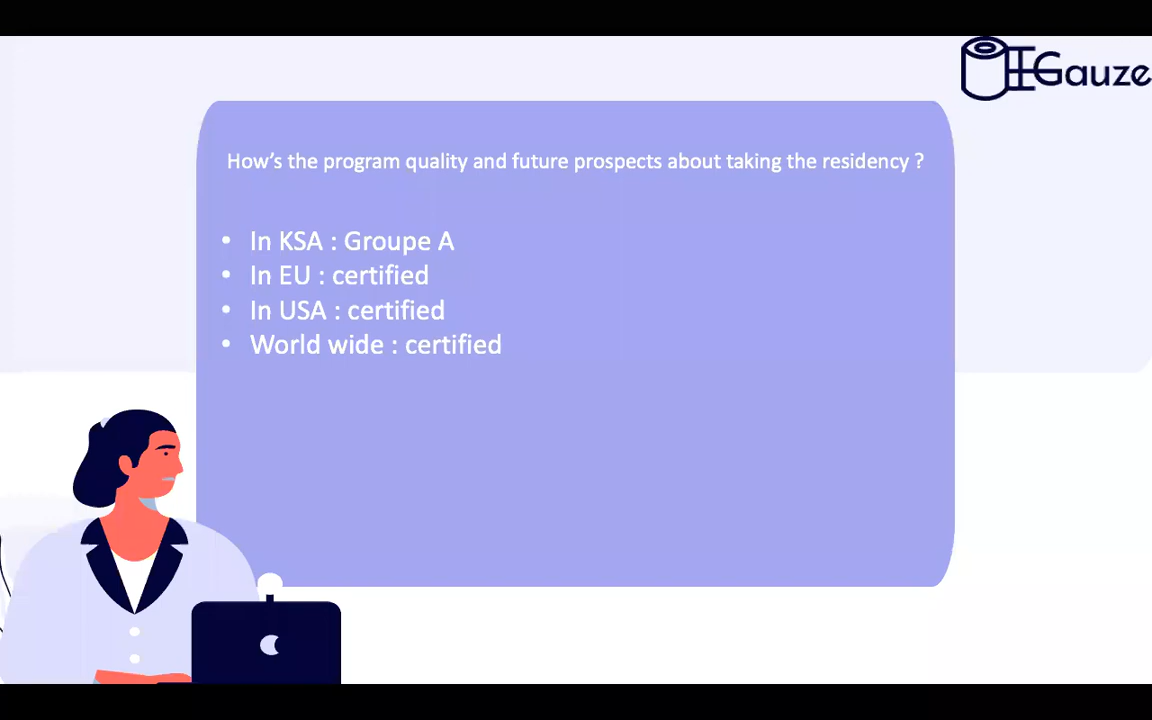 Gauze
How's the program quality and future prospects about taking the residency ?
• In KSA : Groupe A
• In EU : certified
• In USA : certified
• World wide : certified